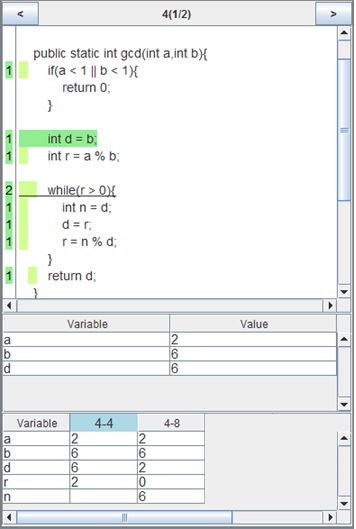 < 4(1/2) >
public static int gcd(int a,int b){
1 if(a < 1 || b < 1){
return 0;
}
1 int d = b;
1 int r = a % b;
2 while(r > 0){
1 int n = d;
1 d = r;
1 r = n % d;
}
1 return d;
}
Variable Value
a 2
b 6
d 6
Variable 4-4 4-8
a 2 2
b 6 6
d 6 2
r 2 0
n 6